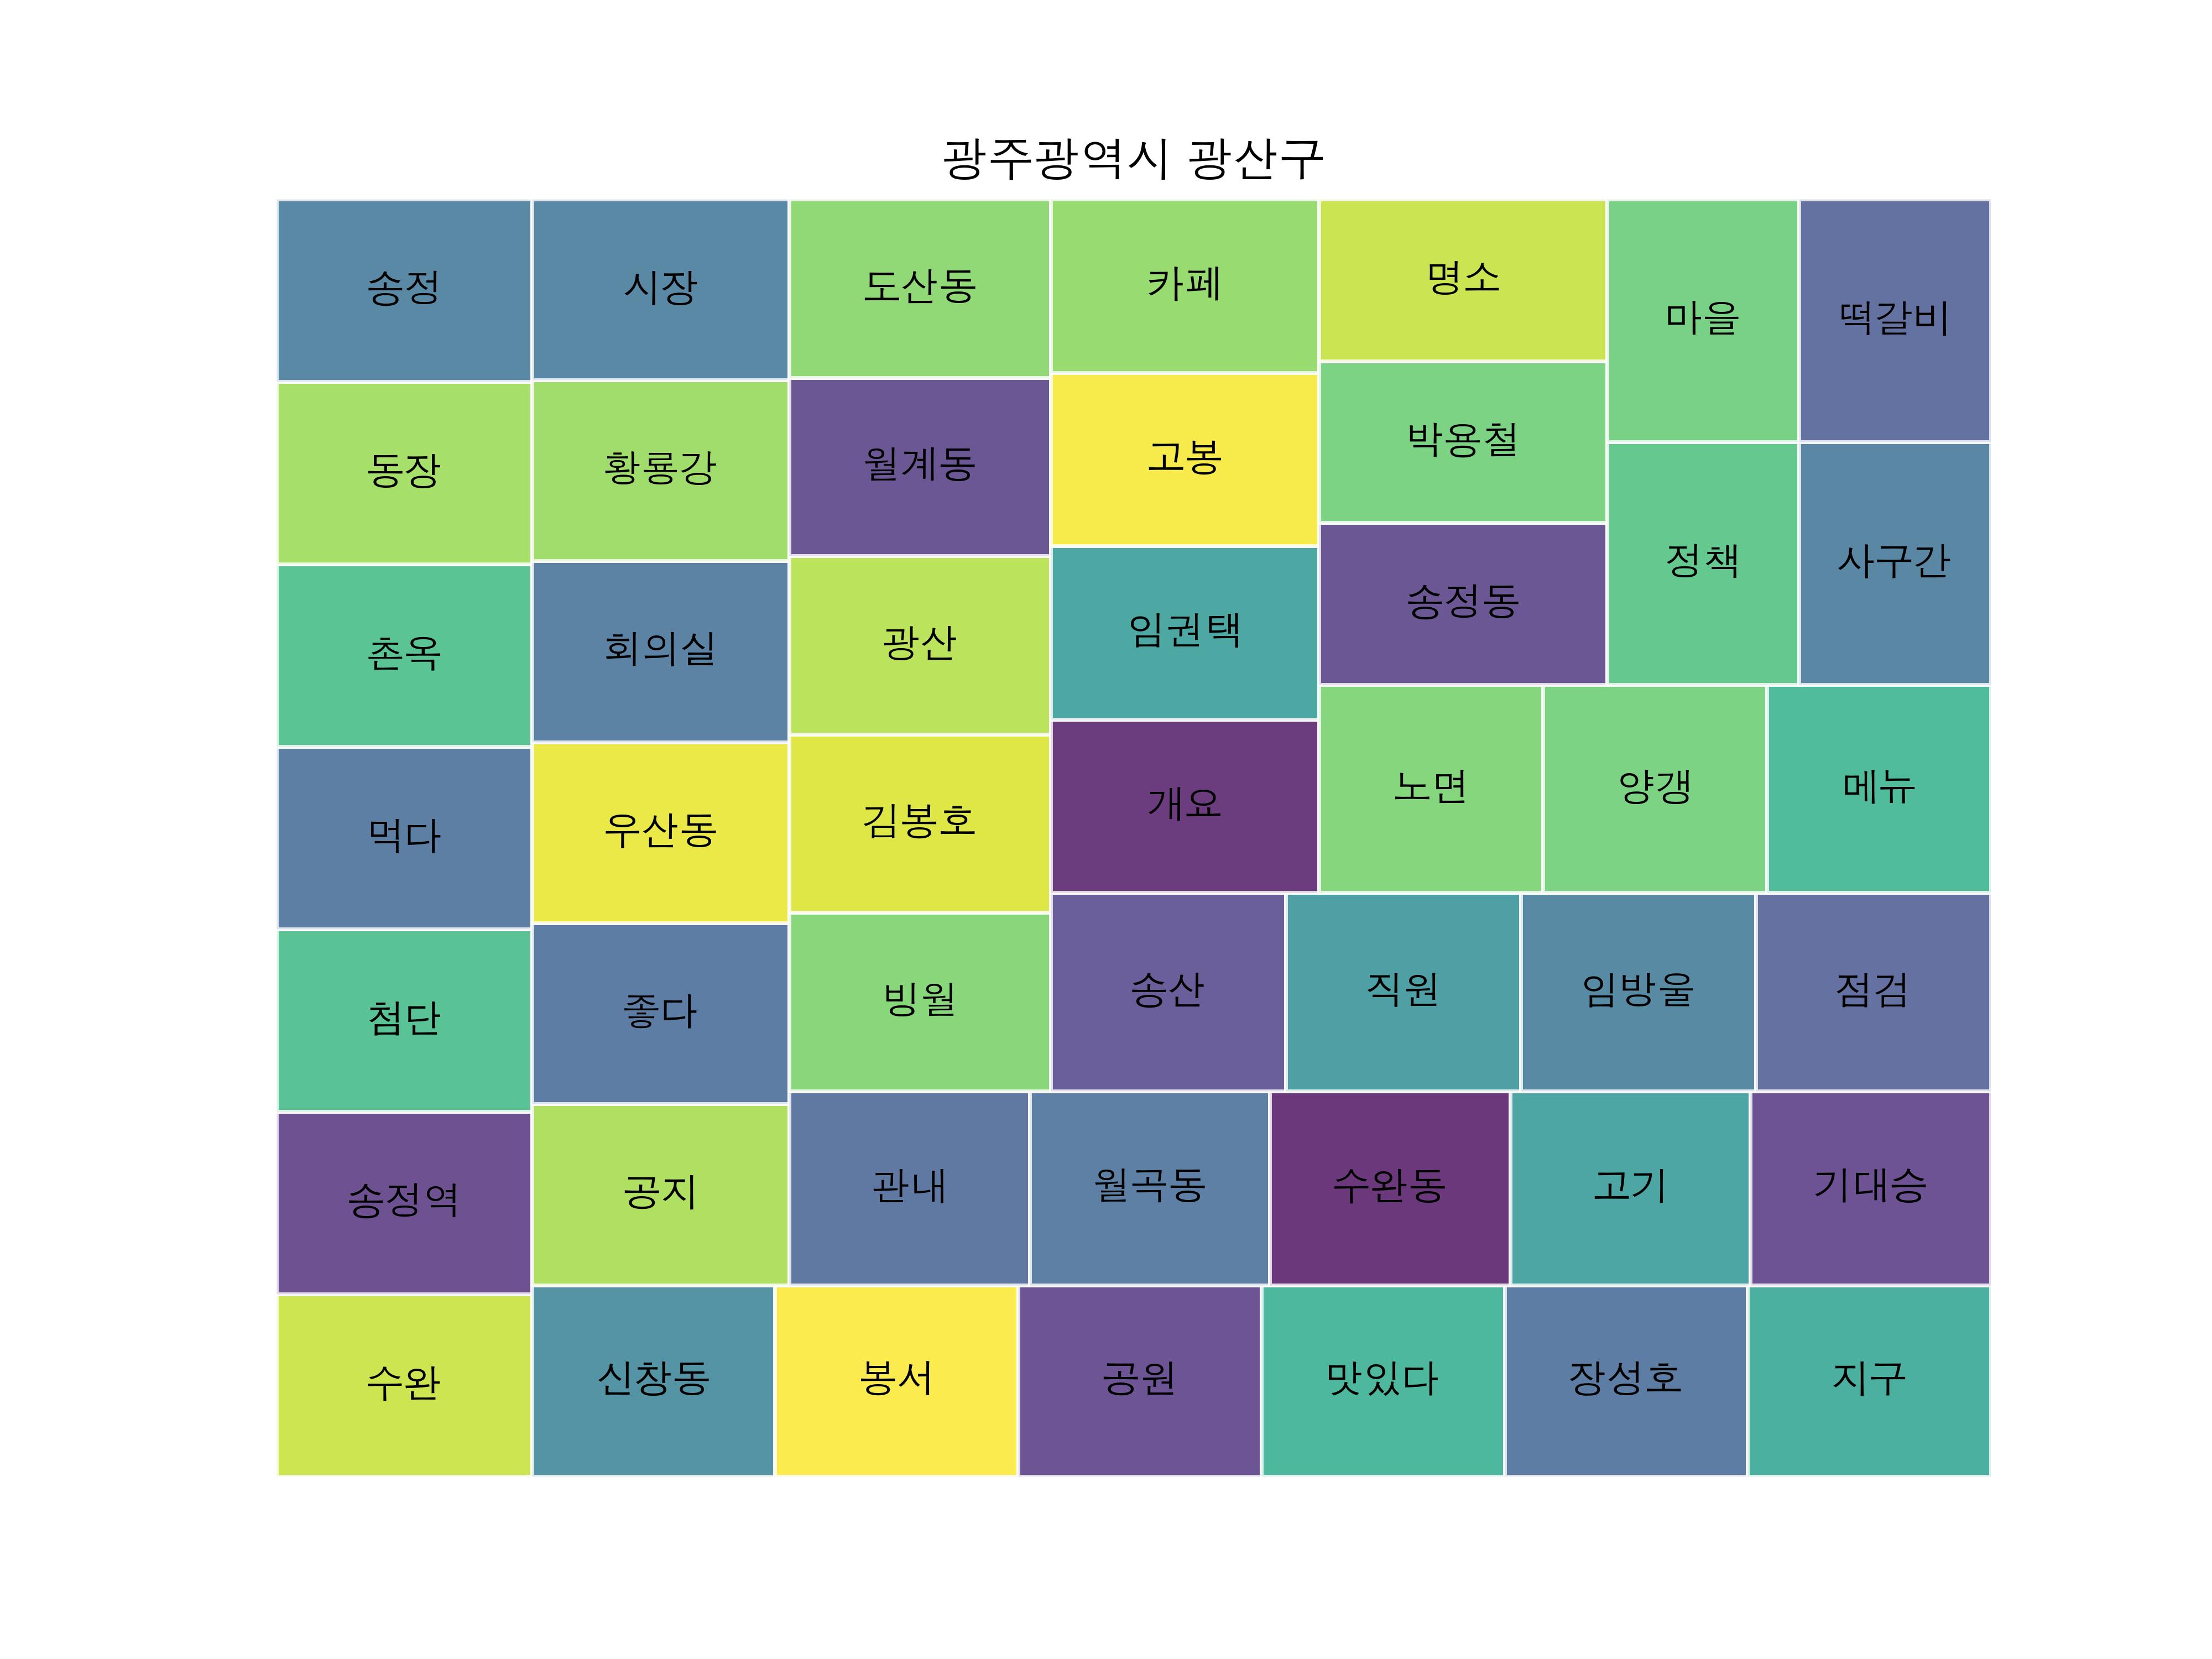 광주광역시 광산구
송정
시장
도산동
카페
명소
마을
떡갈비
동장
황룡강
월계동
고봉
박용철
정책
사구간
촌옥
회의실
광산
임권택
송정동
먹다
우산동
김봉호
개요
노면
양갱
메뉴
첨단
좋다
빙월
송산
직원
임방울
점검
송정역
공지
관내
월곡동
수완동
고기
기대승
수완
신창동
봉서
공원
맛있다
장성호
지구